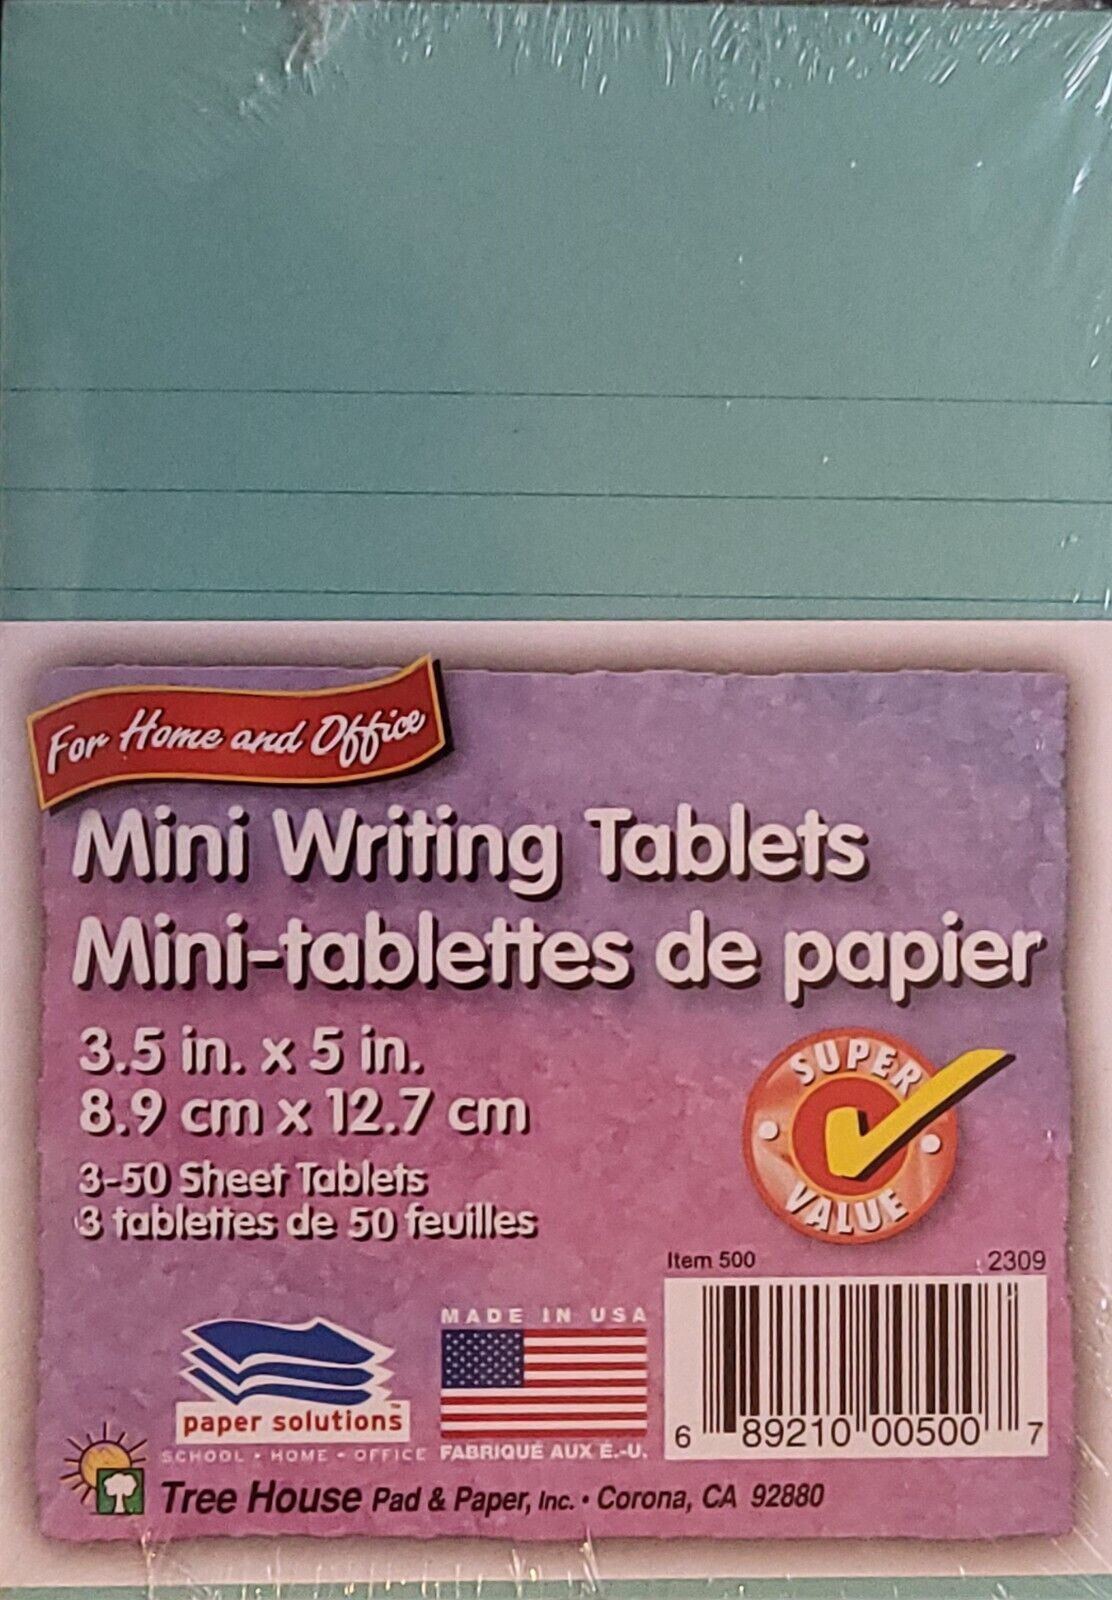 For Home and Office
Mini Writing Tablets
Mini-tablettes de papier
3.5 in. x 5 in.
8.9 cm x 12.7 cm
3-50 Sheet Tablets
3 tablettes de 50 feuilles
SUPER
VALUE
Item 500 2309
6 89210 00500 7
MADE IN USA
FABRIQUÉ AUX É.-U.
paper solutions™
SCHOOL • HOME • OFFICE
Tree House Pad & Paper, Inc. • Corona, CA 92880